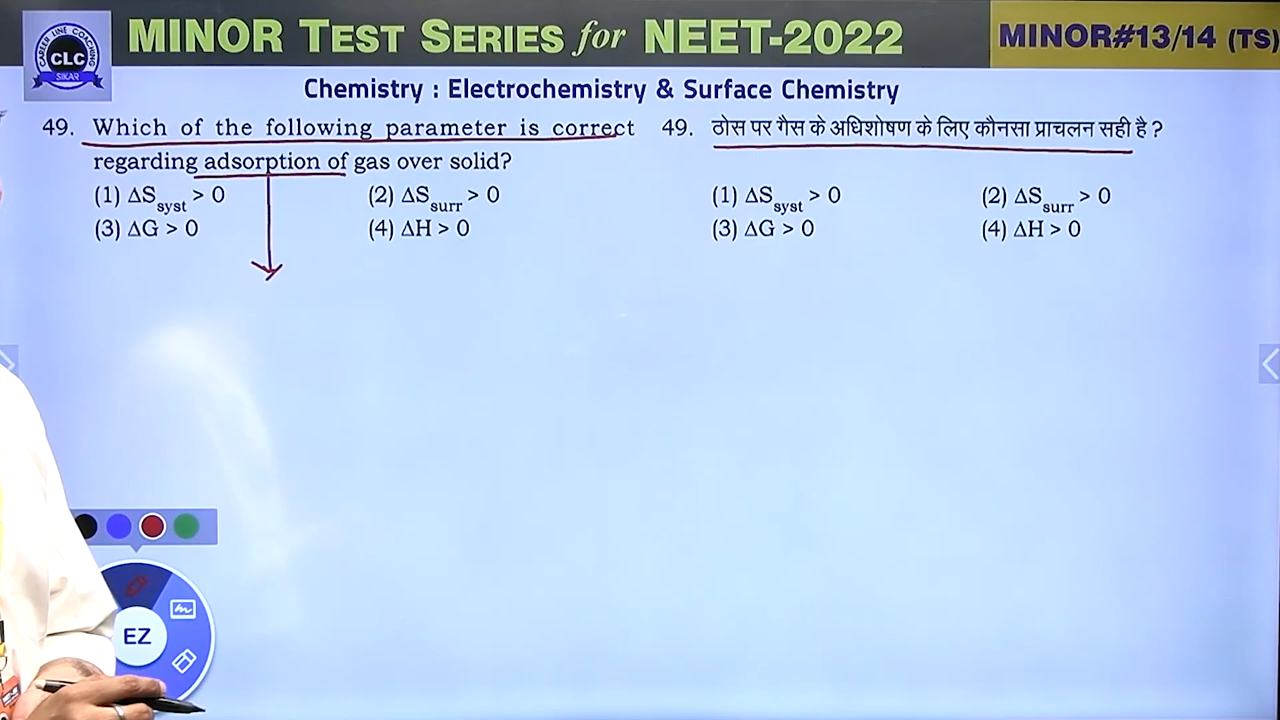 CAREER LINE COACHING
CLC
SIKAR
MINOR TEST SERIES for NEET-2022
MINOR#13/14 (TS)
Chemistry : Electrochemistry & Surface Chemistry
49. Which of the following parameter is correct
regarding adsorption of gas over solid?
(1) ΔS_syst > 0 (2) ΔS_surr > 0
(3) ΔG > 0 (4) ΔH > 0
49. ठोस पर गैस के अधिशोषण के लिए कौनसा प्राचलन सही है ?
(1) ΔS_syst > 0 (2) ΔS_surr > 0
(3) ΔG > 0 (4) ΔH > 0
EZ